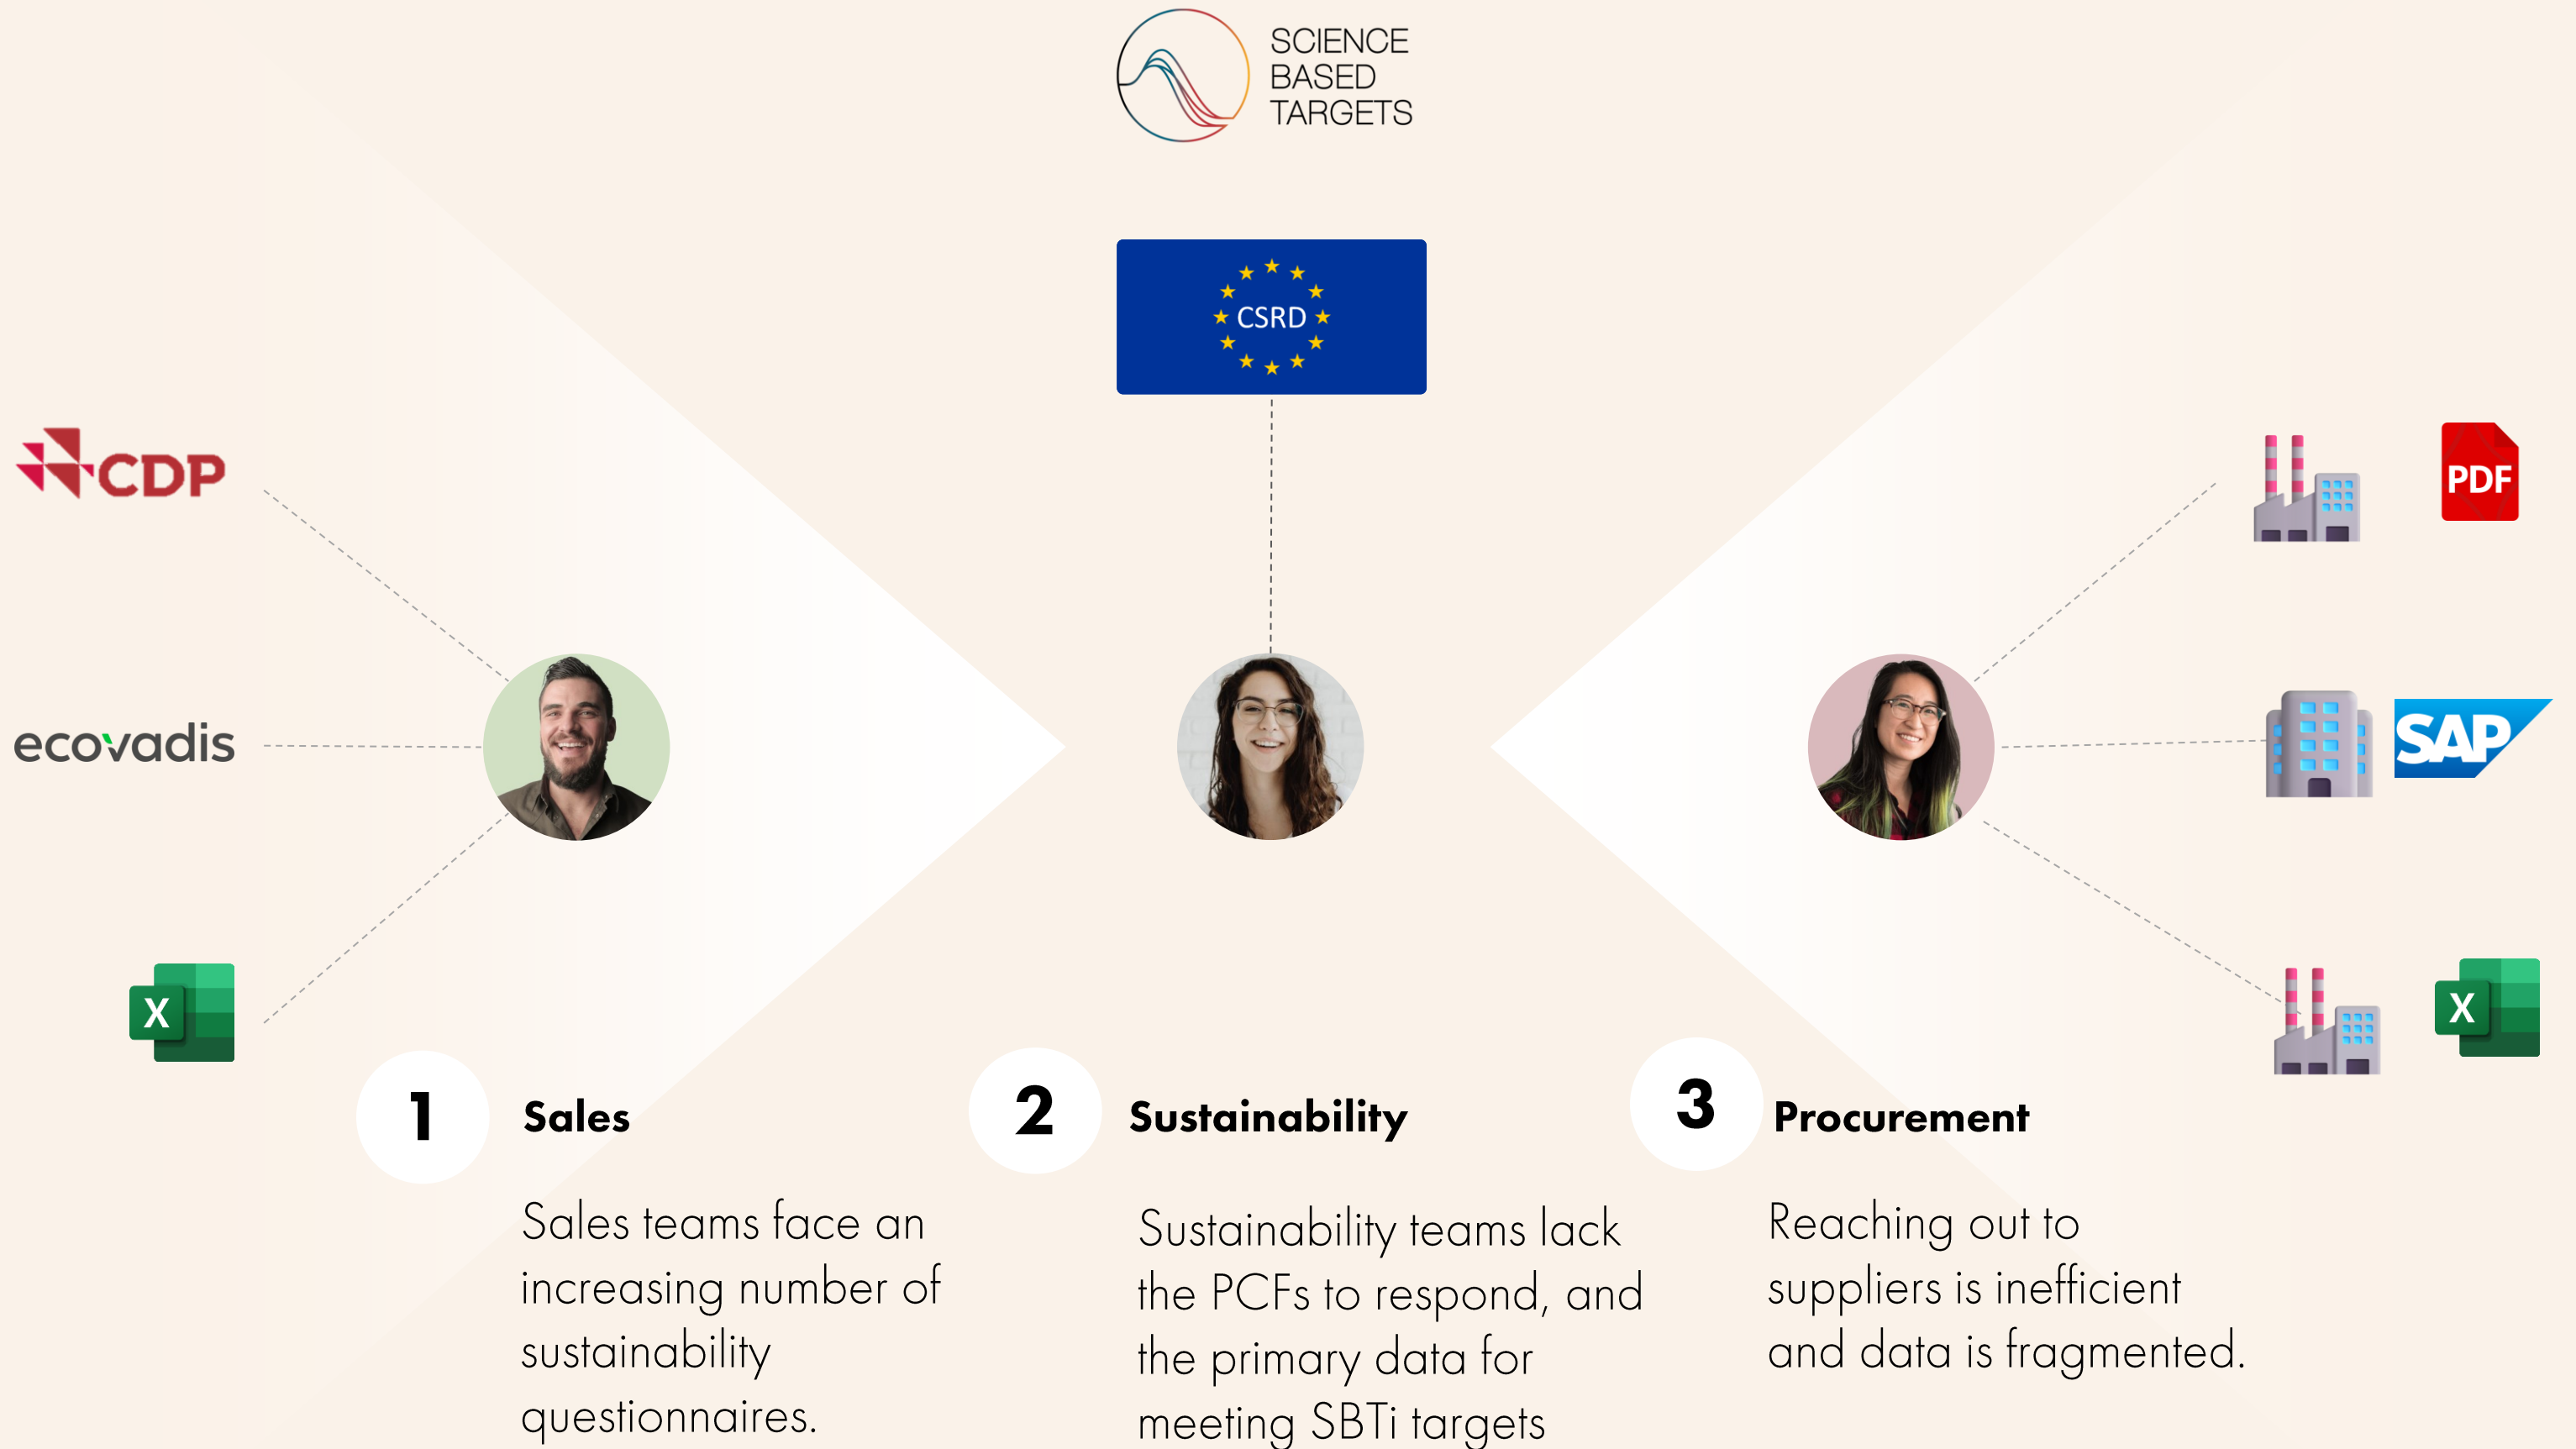 SCIENCE
BASED
TARGETS
CSRD
CDP
PDF
ecovadis
SAP
X
X
1
Sales
Sales teams face an
increasing number of
sustainability
questionnaires.
2
Sustainability
Sustainability teams lack
the PCFs to respond, and
the primary data for
meeting SBTi targets
3
Procurement
Reaching out to
suppliers is inefficient
and data is fragmented.